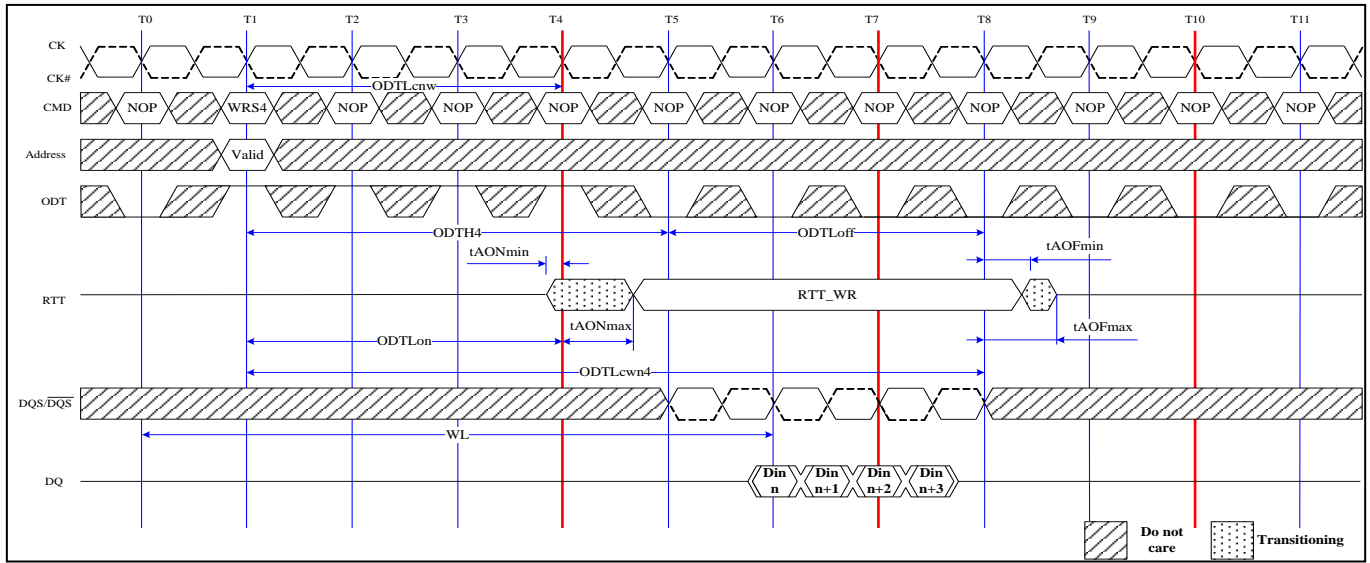 T0 T1 T2 T3 T4 T5 T6 T7 T8 T9 T10 T11
CK
CK#
ODTLcnw
CMD NOP WRS4 NOP NOP NOP NOP NOP NOP NOP NOP NOP NOP
Address Valid
ODT
ODTH4 ODTLoff
tAONmin tAOFmin
RTT RTT_WR
tAONmax tAOFmax
ODTLon
ODTLcwn4
DQS/DQS
WL
DQ Din n Din n+1 Din n+2 Din n+3
Do not care Transitioning